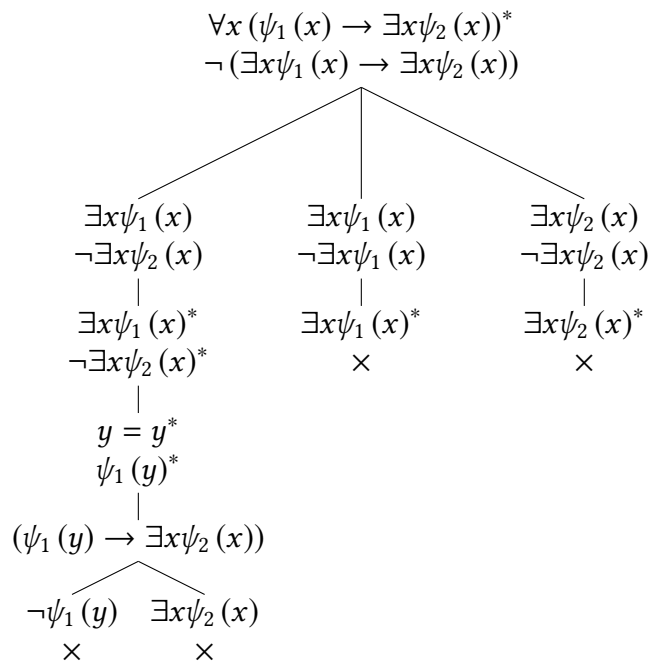 ∀x (ψ₁ (x) → ∃xψ₂ (x))*
¬ (∃xψ₁ (x) → ∃xψ₂ (x))
∃xψ₁ (x) ∃xψ₁ (x) ∃xψ₂ (x)
¬∃xψ₂ (x) ¬∃xψ₁ (x) ¬∃xψ₂ (x)
∃xψ₁ (x)* ∃xψ₁ (x)* ∃xψ₂ (x)*
¬∃xψ₂ (x)* × ×
y = y*
ψ₁ (y)*
(ψ₁ (y) → ∃xψ₂ (x))
¬ψ₁ (y) ∃xψ₂ (x)
× ×